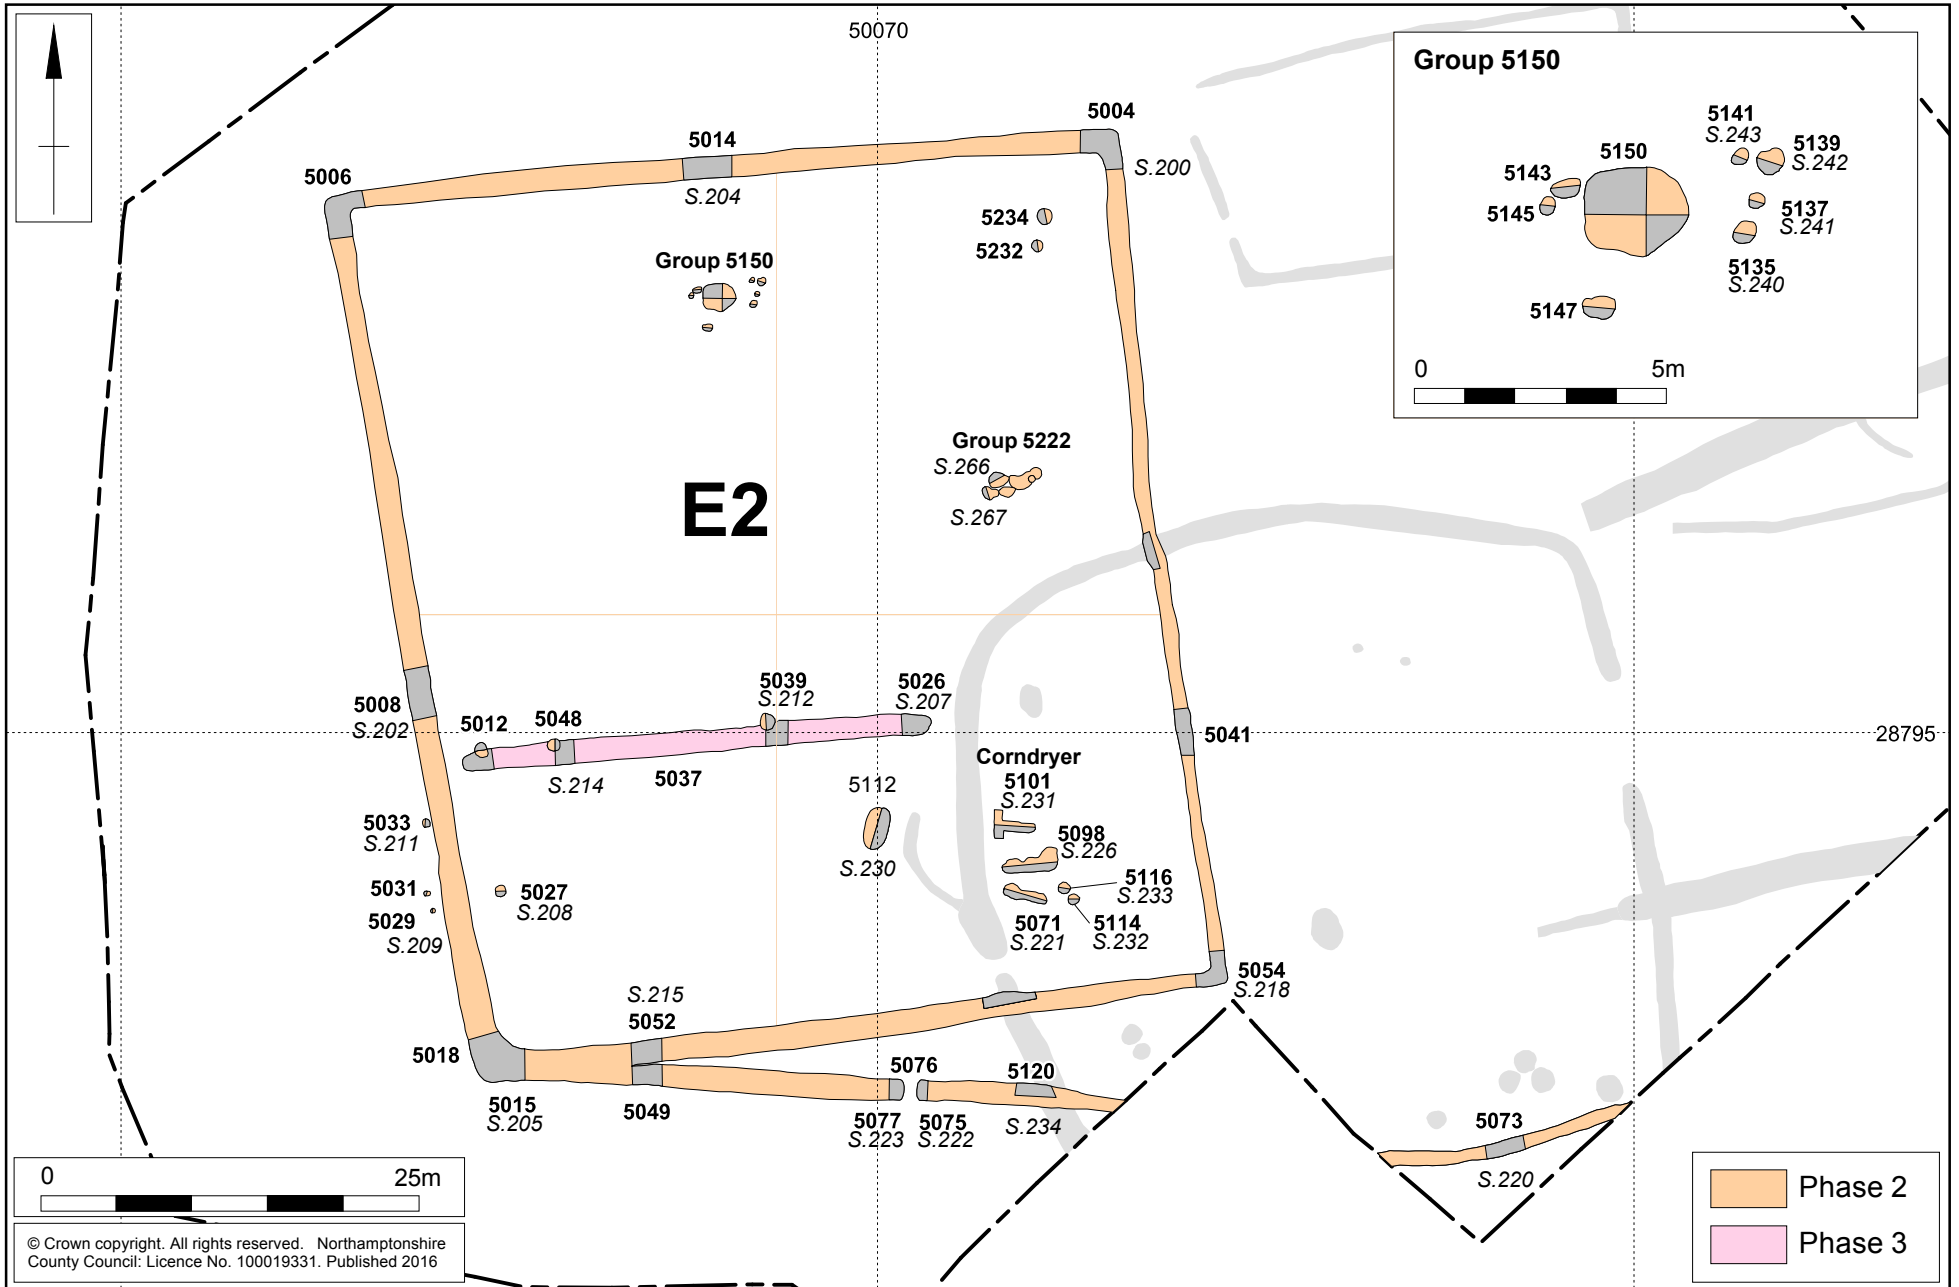 50070
Group 5150
5141
S.243
5139
S.242
5150
5143
5145
5137
S.241
5135
S.240
5147
0 5m
5004
S.200
5014
S.204
5006
5234
5232
Group 5150
Group 5222
S.266
S.267
E2
5008
S.202
5012
5048
5039
S.212
5026
S.207
5041
28795
S.214
5037
Corndryer
5101
S.231
5112
S.230
5033
S.211
5098
S.226
5031
5029
S.209
5027
S.208
5116
S.233
5071
S.221
5114
S.232
5054
S.218
S.215
5052
5018
5015
S.205
5049
5076
5120
5077
S.223
5075
S.222
S.234
5073
S.220
0 25m
© Crown copyright. All rights reserved. Northamptonshire
County Council: Licence No. 100019331. Published 2016
Phase 2
Phase 3